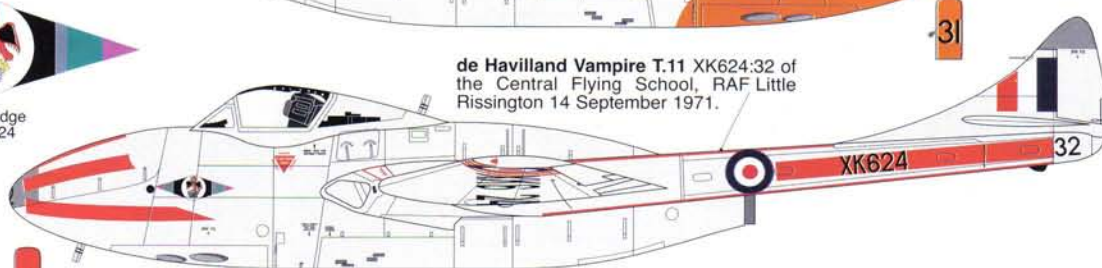 31
de Havilland Vampire T.11 XK624:32 of
the Central Flying School, RAF Little
Rissington 14 September 1971.
dge
24
XK624
32